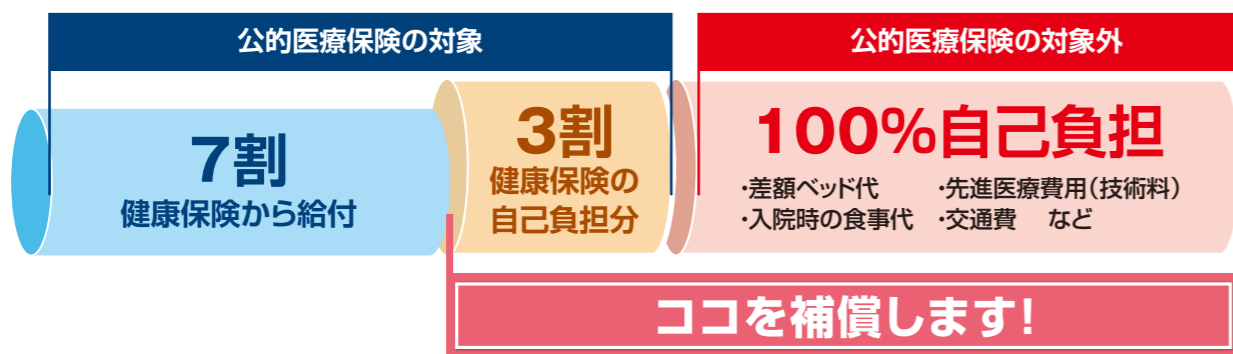 公的医療保険の対象
公的医療保険の対象外
7割
健康保険から給付
3割
健康保険の
自己負担分
100%自己負担
・差額ベッド代 ・先進医療費用(技術料)
・入院時の食事代 ・交通費 など
ココを補償します!